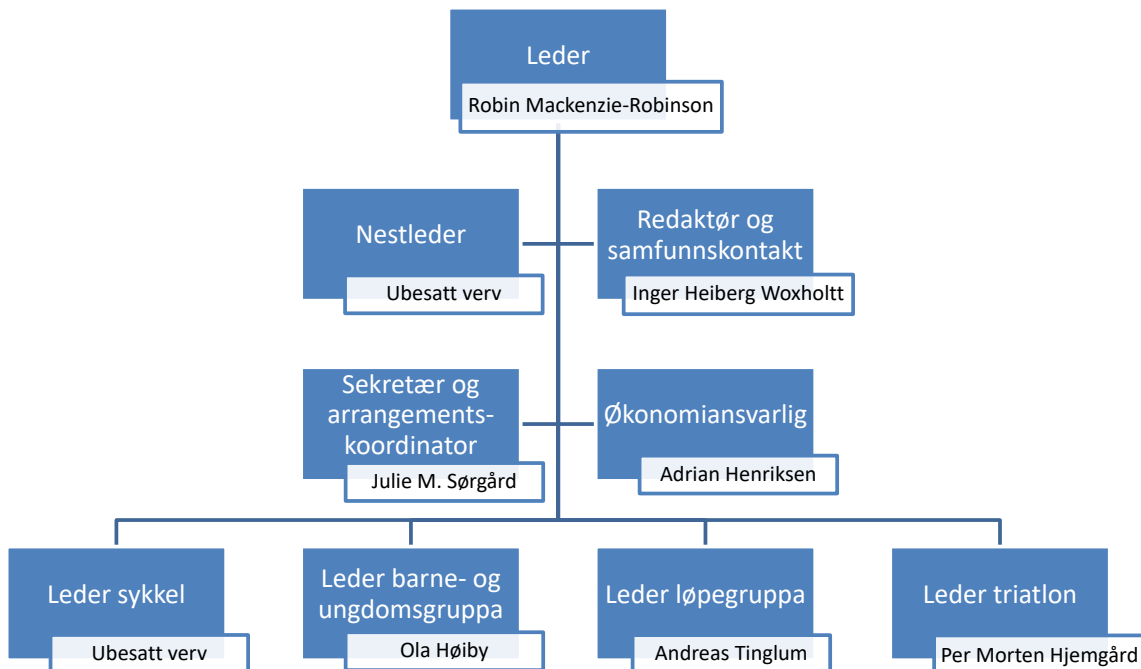 Leder
Robin Mackenzie-Robinson
Nestleder
Ubesatt verv
Redaktør og
samfunnskontakt
Inger Heiberg Woxholtt
Sekretær og
arrangements-
koordinator
Julie M. Sørgård
Økonomiansvarlig
Adrian Henriksen
Leder sykkel
Ubesatt verv
Leder barne- og
ungdomsgruppa
Ola Høiby
Leder løpegruppa
Andreas Tinglum
Leder triatlon
Per Morten Hjemgård